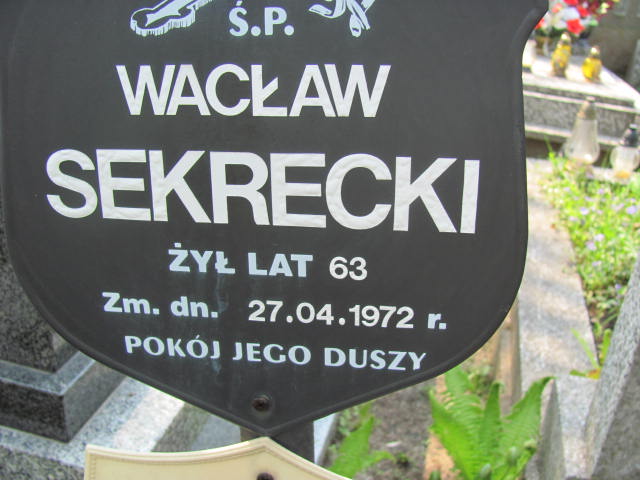 Ś.P.
WACŁAW
SEKRECKI
ŻYŁ LAT 63
Zm. dn. 27.04.1972 r.
POKÓJ JEGO DUSZY